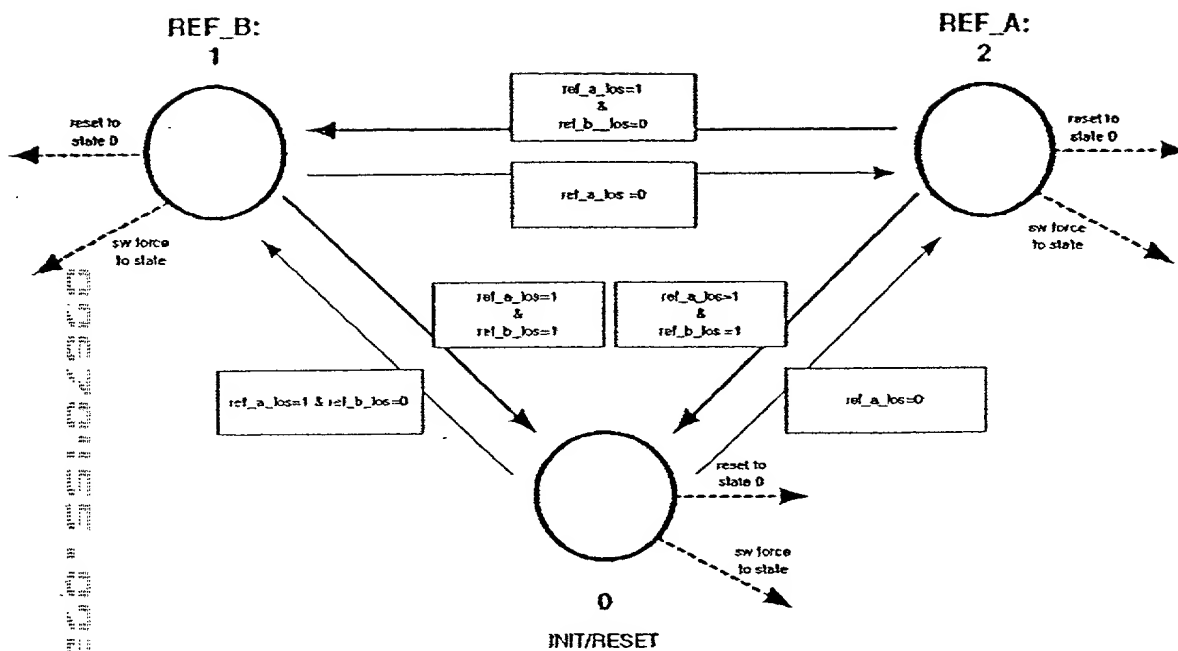 REF_B:
1
REF_A:
2
ref_a_los=1
&
ref_b__los=0
reset to
state 0
reset to
state 0
ref_a_los =0
sw force
to state
sw force
to state
ref_a_los=1
&
ref_b_los=1
ref_a_los=1
&
ref_b_los =1
ref_a_los=1 & ref_b_los=0
ref_a_los=0
reset to
state 0
sw force
to state
0
INIT/RESET